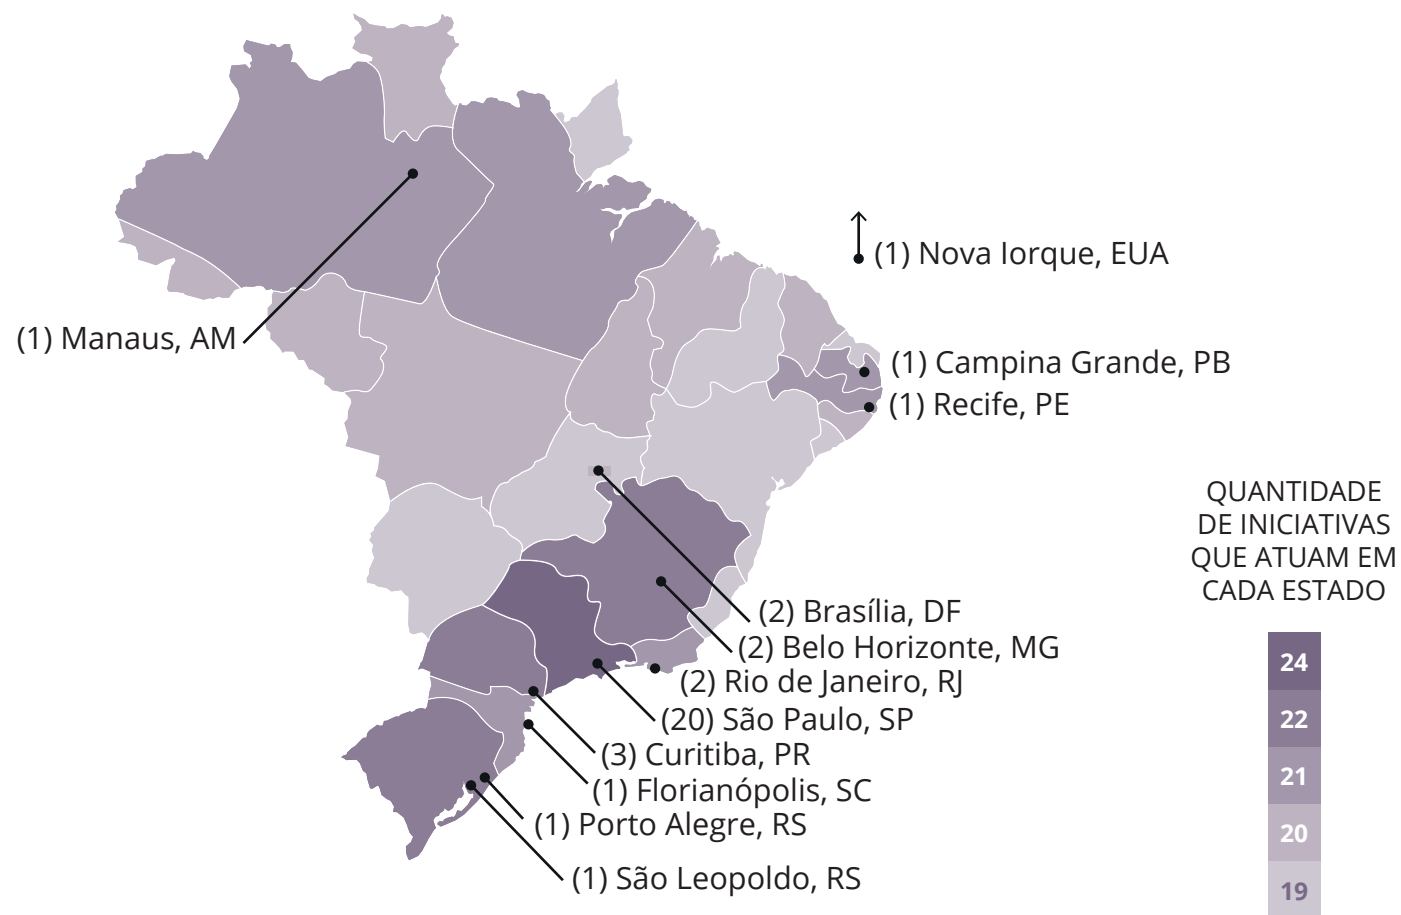 (1) Nova Iorque, EUA
(1) Manaus, AM
(1) Campina Grande, PB
(1) Recife, PE
(2) Brasília, DF
(2) Belo Horizonte, MG
(2) Rio de Janeiro, RJ
(20) São Paulo, SP
(3) Curitiba, PR
(1) Florianópolis, SC
(1) Porto Alegre, RS
(1) São Leopoldo, RS
QUANTIDADE
DE INICIATIVAS
QUE ATUAM EM
CADA ESTADO
24
22
21
20
19